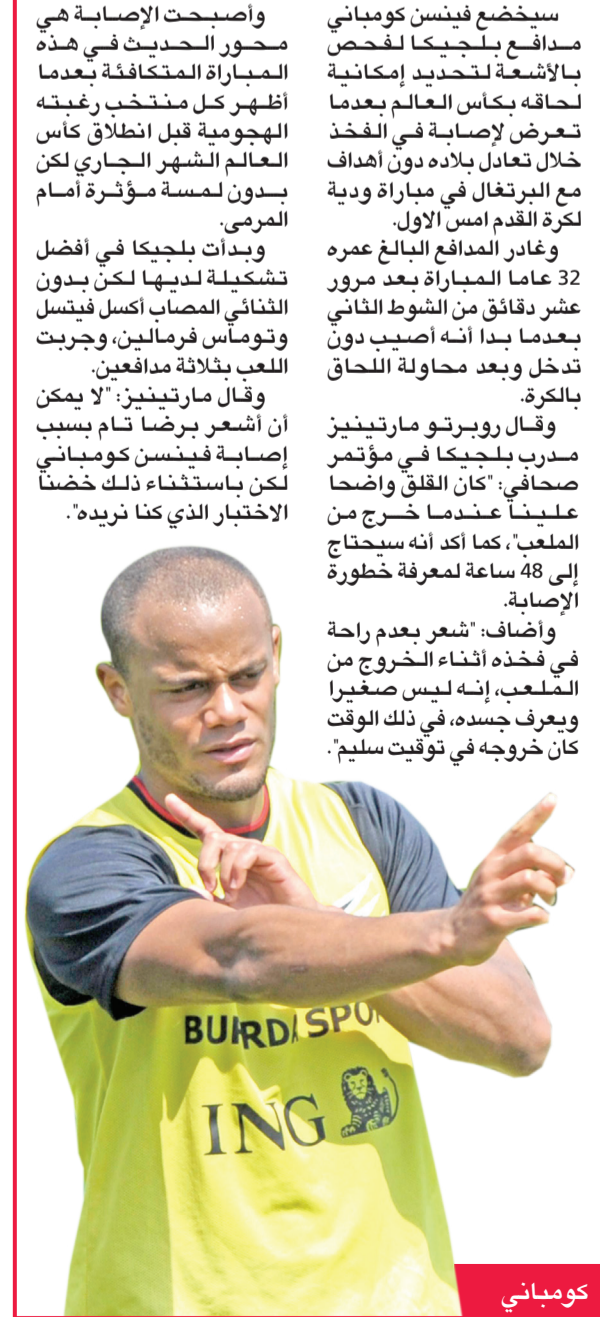 سيخضع فينسن كومباني
مدافع بلجيكا لفحص
بالأشعة لتحديد إمكانية
لحاقه بكأس العالم بعدما
تعرض لإصابة في الفخذ
خلال تعادل بلاده دون أهداف
مع البرتغال في مباراة ودية
لكرة القدم امس الاول.
وغادر المدافع البالغ عمره
32 عاما المباراة بعد مرور
عشر دقائق من الشوط الثاني
بعدما بدا أنه أصيب دون
تدخل وبعد محاولة اللحاق
بالكرة.
وقال روبرتو مارتينيز
مدرب بلجيكا في مؤتمر
صحافي: "كان القلق واضحا
علينا عندما خرج من
الملعب"، كما أكد أنه سيحتاج
إلى 48 ساعة لمعرفة خطورة
الإصابة.
وأضاف: "شعر بعدم راحة
في فخذه أثناء الخروج من
الملعب، إنه ليس صغيرا
ويعرف جسده، في ذلك الوقت
كان خروجه في توقيت سليم".
وأصبحت الإصابة هي
محور الحديث في هذه
المباراة المتكافئة بعدما
أظهر كل منتخب رغبته
الهجومية قبل انطلاق كأس
العالم الشهر الجاري لكن
بدون لمسة مؤثرة أمام
المرمى.
وبدأت بلجيكا في أفضل
تشكيلة لديها لكن بدون
الثنائي المصاب أكسل فيتسل
وتوماس فرمالين، وجربت
اللعب بثلاثة مدافعين.
وقال مارتينيز: "لا يمكن
أن أشعر برضا تام بسبب
إصابة فينسن كومباني
لكن باستثناء ذلك خضنا
الاختبار الذي كنا نريده".
BURRDA SPOR
ING
كومباني